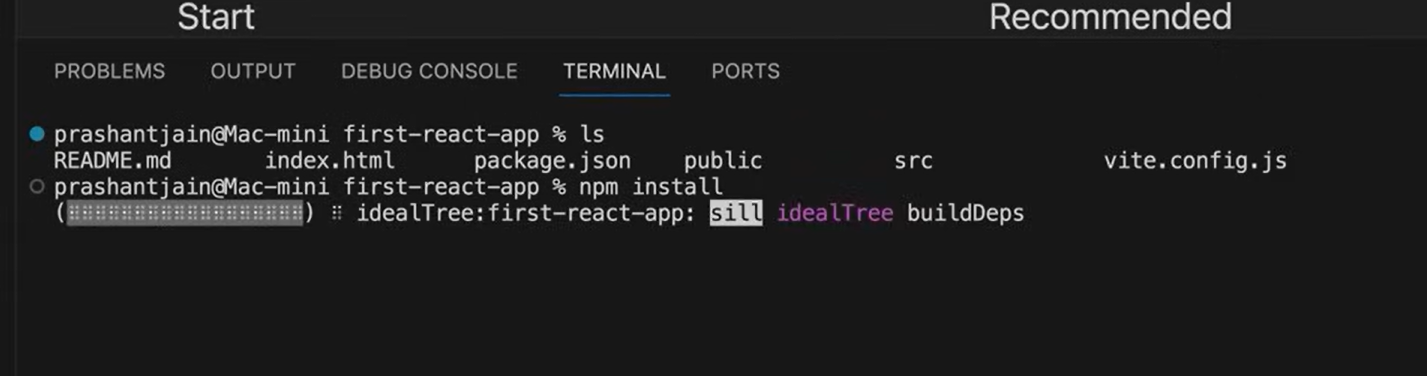 Start Recommended
PROBLEMS OUTPUT DEBUG CONSOLE TERMINAL PORTS
prashantjain@Mac-mini first-react-app % ls
README.md index.html package.json public src vite.config.js
prashantjain@Mac-mini first-react-app % npm install
(⠿⠿⠿⠿⠿⠿⠿⠿⠿⠿⠿⠿⠿⠿⠿⠿⠿⠿) ⠿ idealTree:first-react-app: sill idealTree buildDeps